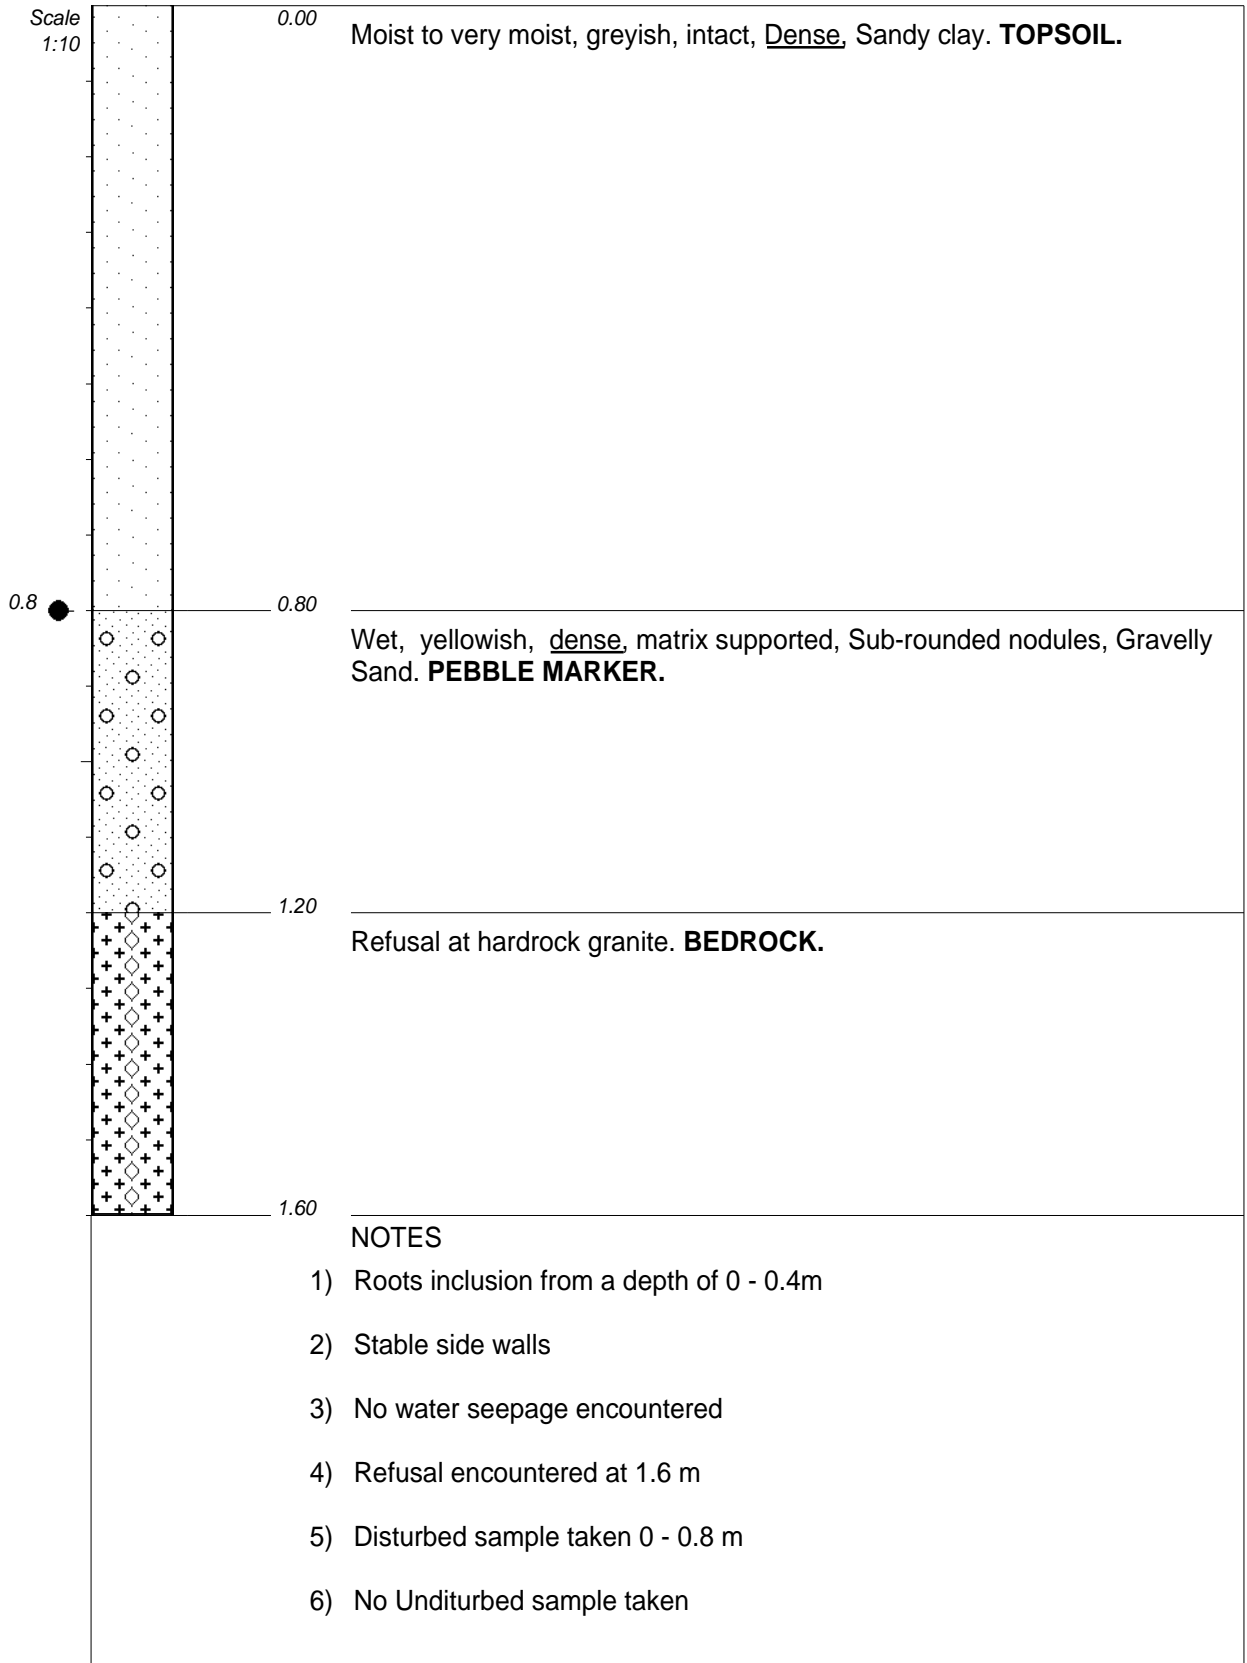 Scale
1:10
0.00
Moist to very moist, greyish, intact, Dense, Sandy clay. TOPSOIL.
0.8
0.80
Wet, yellowish, dense, matrix supported, Sub-rounded nodules, Gravelly
Sand. PEBBLE MARKER.
1.20
Refusal at hardrock granite. BEDROCK.
1.60
NOTES
1) Roots inclusion from a depth of 0 - 0.4m
2) Stable side walls
3) No water seepage encountered
4) Refusal encountered at 1.6 m
5) Disturbed sample taken 0 - 0.8 m
6) No Unditurbed sample taken